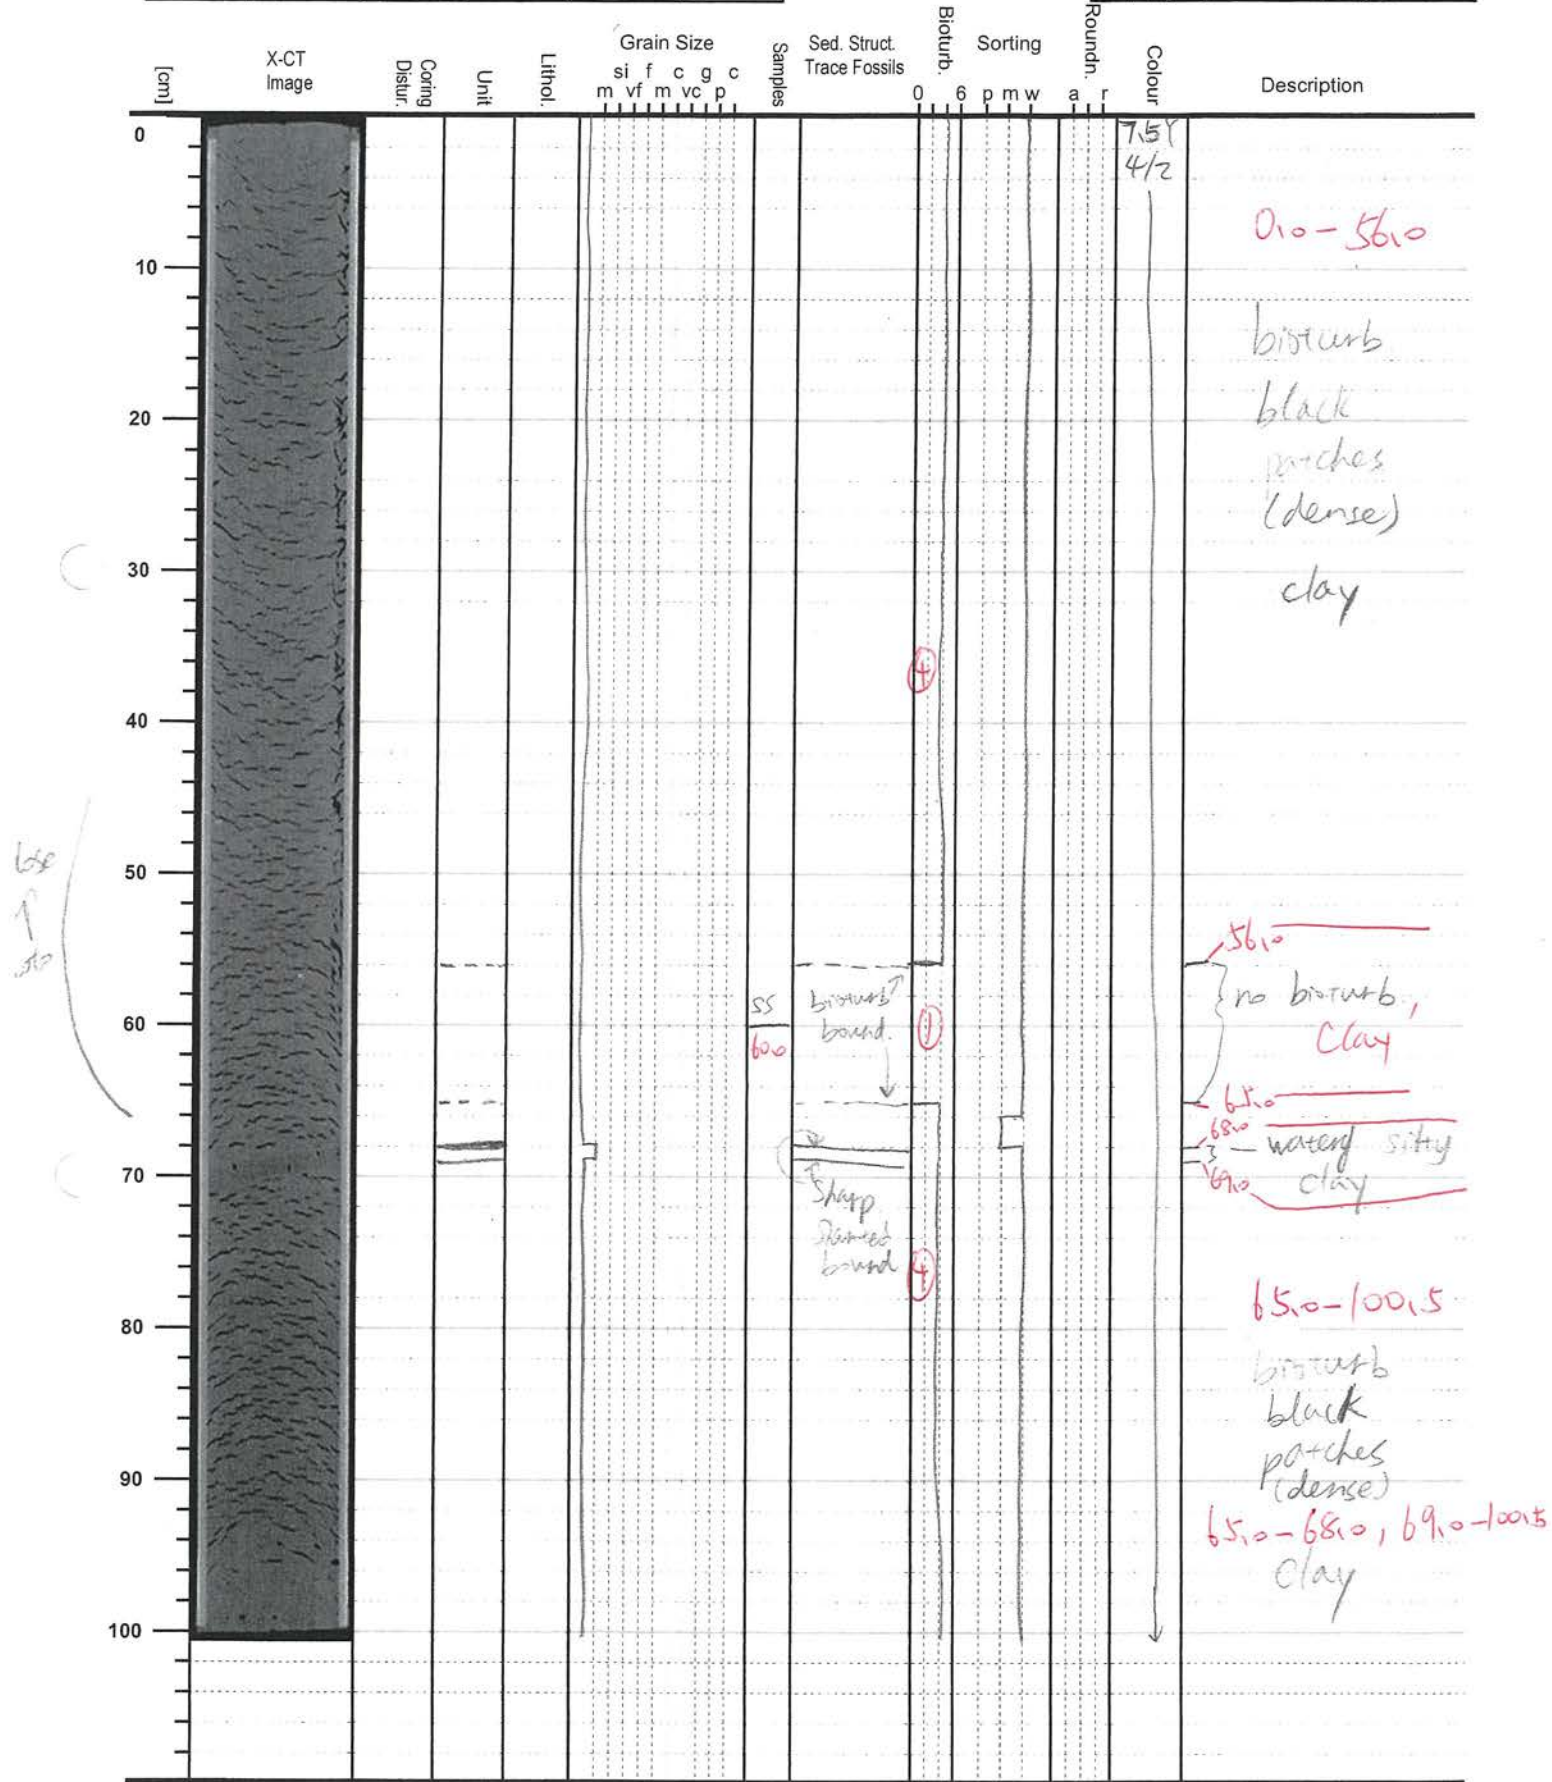 [cm]
X-CT
Image
Coring
Distur.
Unit
Lithol.
Grain Size
si f c g c
m vf m vc p
Samples
Sed. Struct.
Trace Fossils
Bioturb.
0 6
Sorting
p m w
Roundn.
a r
Colour
Description
0
7.5Y
4/2
0.0-56.0
10
bioturb
black
20
patches
(dense)
30
clay
4
40
50
56.0
SS
bioturb
no bioturb,
60
bound.
1
60.0
Clay
65.0
68.0
watery silty
70
69.0
clay
Sharp
bound
4
65.0-100.5
80
bioturb
black
patches
90
(dense)
65.0-68.0, 69.0-100.5
clay
100